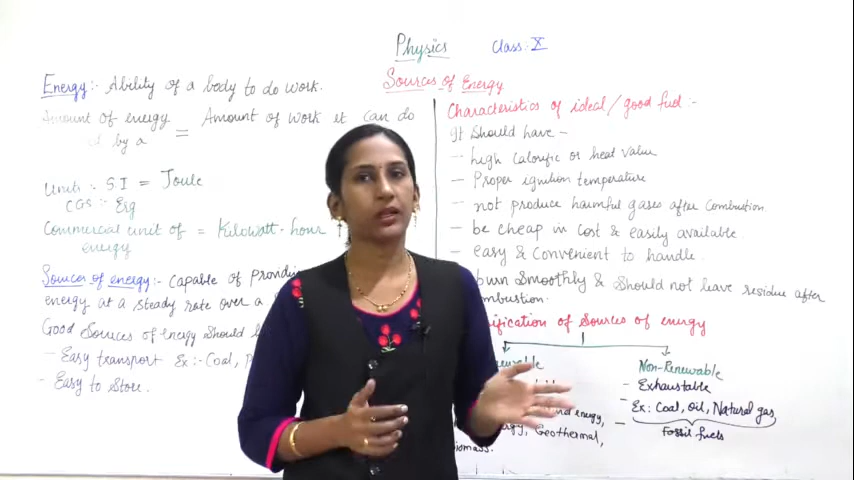 Physics Class: X
Sources of Energy
Energy:- Ability of a body to do work.
Amount of energy = Amount of work it can do
by a
Unit :- S.I = Joule
CGS :- Erg
Commercial unit of energy = Kilowatt-hour
Sources of energy:- Capable of providing
energy at a steady rate over a
Good Sources of energy should
- Easy transport Ex:- Coal,
- Easy to Store.
Characteristics of ideal/good fuel:-
It Should have -
- high Calorific or heat value
- Proper ignition temperature
- not produce harmful gases after Combustion.
- be cheap in cost & easily available.
- easy & Convenient to handle.
burn Smoothly & Should not leave residue after
Combustion.
of Sources of energy
Non-Renewable
- Exhaustable
- Ex: Coal, Oil, Natural gas
Fossil fuels
energy,
Geothermal,
Biomass.